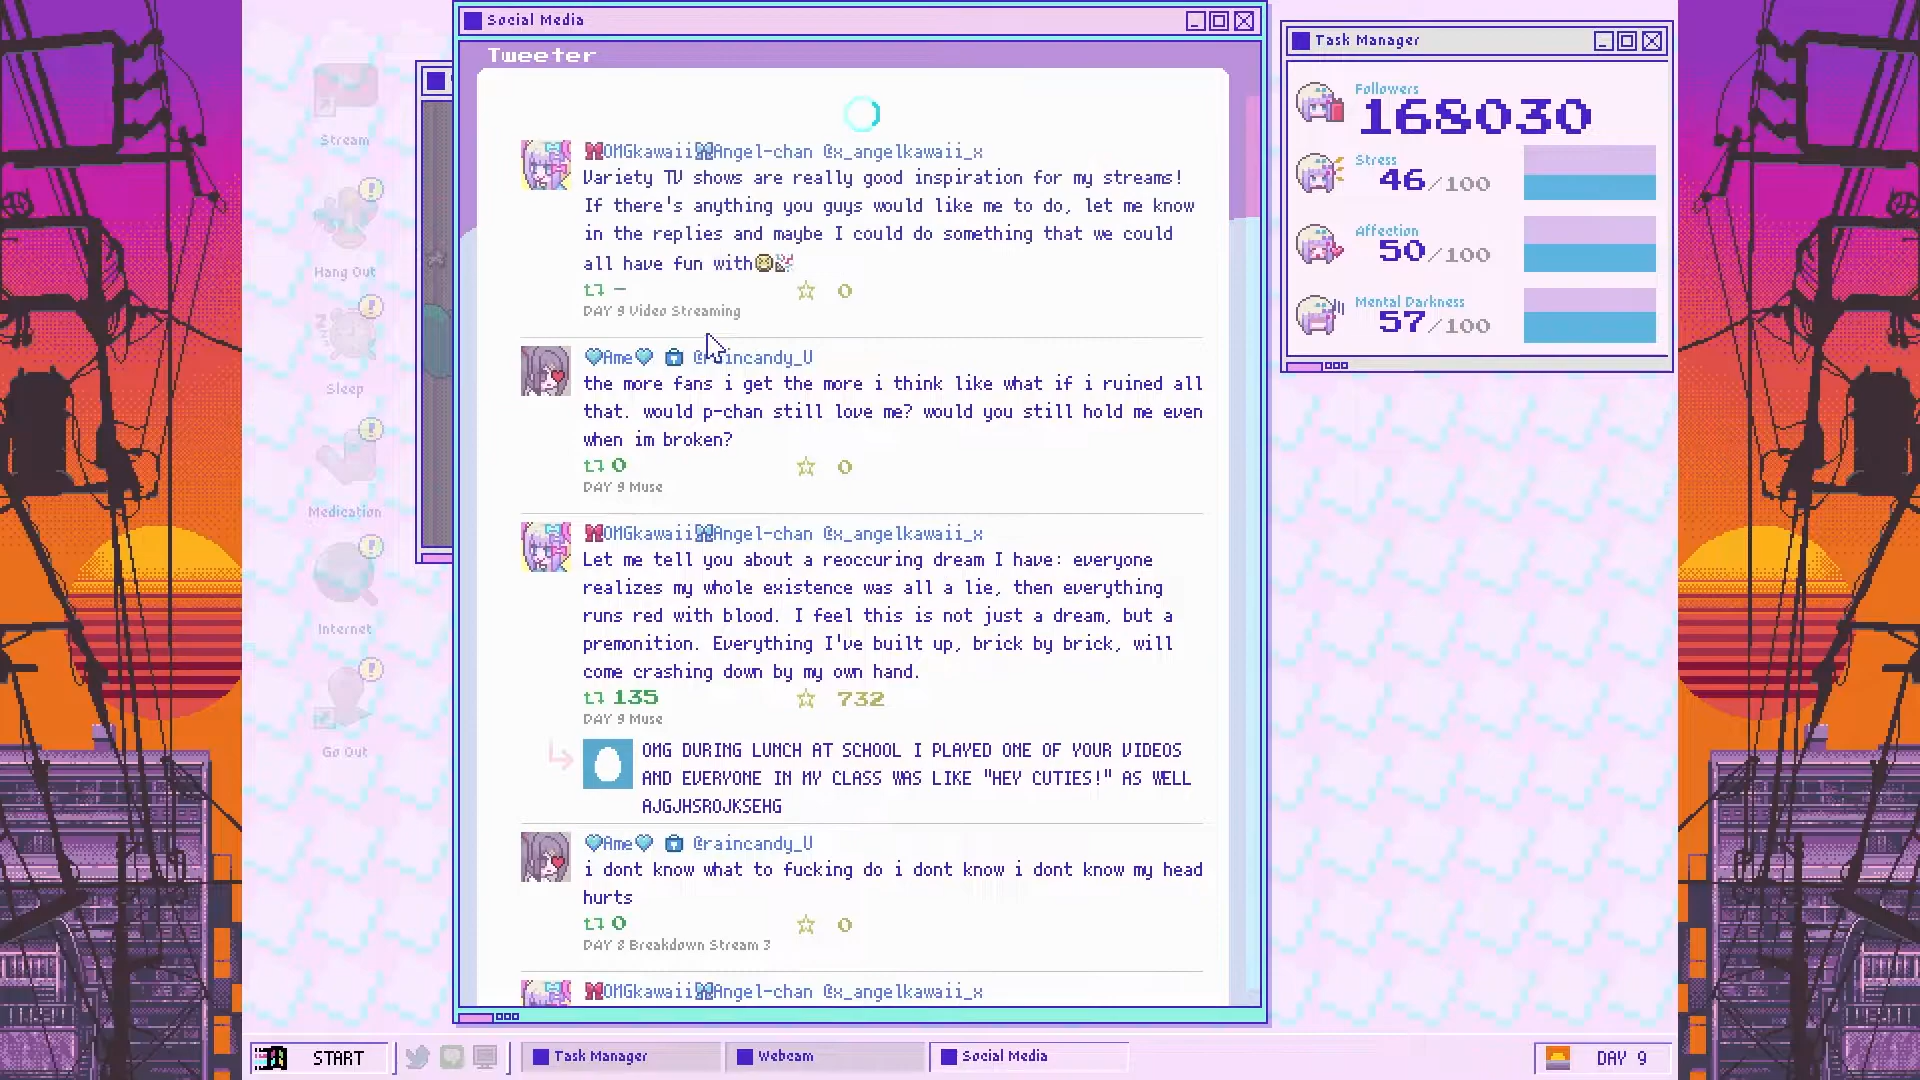 Social Media
Tweeter
OMGkawaii Angel-chan @x_angelkawaii_x
Variety TV shows are really good inspiration for my streams!
If there's anything you guys would like me to do, let me know
in the replies and maybe I could do something that we could
all have fun with
— 0
DAY 9 Video Streaming
Ame @raincandy_U
the more fans i get the more i think like what if i ruined all
that. would p-chan still love me? would you still hold me even
when im broken?
0 0
DAY 9 Muse
OMGkawaii Angel-chan @x_angelkawaii_x
Let me tell you about a reoccuring dream I have: everyone
realizes my whole existence was all a lie, then everything
runs red with blood. I feel this is not just a dream, but a
premonition. Everything I've built up, brick by brick, will
come crashing down by my own hand.
135 732
DAY 9 Muse
OMG DURING LUNCH AT SCHOOL I PLAYED ONE OF YOUR VIDEOS
AND EVERYONE IN MY CLASS WAS LIKE "HEY CUTIES!" AS WELL
AJGJHSROJKSEHG
Ame @raincandy_U
i dont know what to fucking do i dont know i dont know my head
hurts
0 0
DAY 8 Breakdown Stream 3
OMGkawaii Angel-chan @x_angelkawaii_x
Stream
Hang Out
Sleep
Medication
Internet
Go Out
Task Manager
Followers
168030
Stress
46/100
Affection
50/100
Mental Darkness
57/100
START
Task Manager
Webcam
Social Media
DAY 9